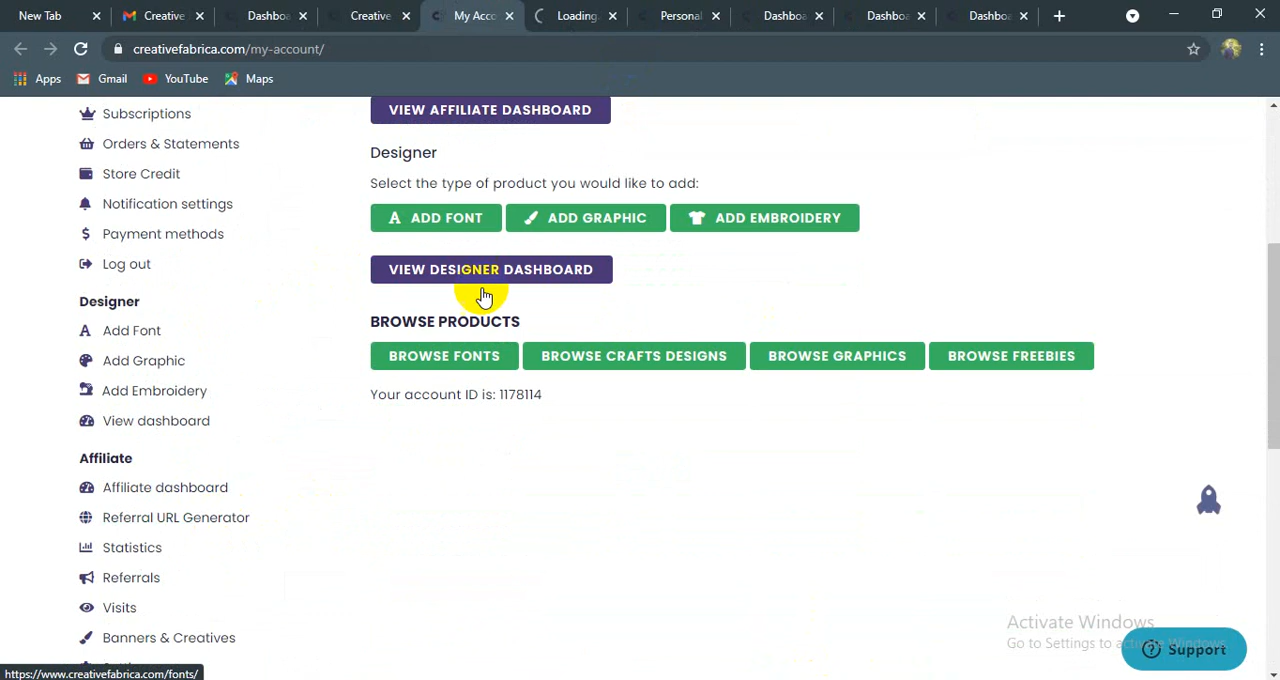 New Tab
Creative
Dashboa
Creative
My Acco
Loading.
Personal
Dashboa
Dashboa
Dashboa
creativefabrica.com/my-account/
Apps
Gmail
YouTube
Maps
Subscriptions
Orders & Statements
Store Credit
Notification settings
Payment methods
Log out
Designer
Add Font
Add Graphic
Add Embroidery
View dashboard
Affiliate
Affiliate dashboard
Referral URL Generator
Statistics
Referrals
Visits
Banners & Creatives
VIEW AFFILIATE DASHBOARD
Designer
Select the type of product you would like to add:
ADD FONT
ADD GRAPHIC
ADD EMBROIDERY
VIEW DESIGNER DASHBOARD
BROWSE PRODUCTS
BROWSE FONTS
BROWSE CRAFTS DESIGNS
BROWSE GRAPHICS
BROWSE FREEBIES
Your account ID is: 1178114
Activate Windows
Go to Settings to activate Windows.
Support
https://www.creativefabrica.com/fonts/